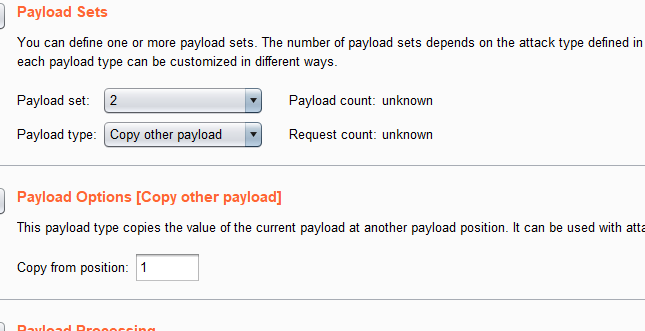 Payload Sets
You can define one or more payload sets. The number of payload sets depends on the attack type defined in
each payload type can be customized in different ways.
Payload set: 2 Payload count: unknown
Payload type: Copy other payload Request count: unknown
Payload Options [Copy other payload]
This payload type copies the value of the current payload at another payload position. It can be used with
Copy from position: 1
Payload Processing